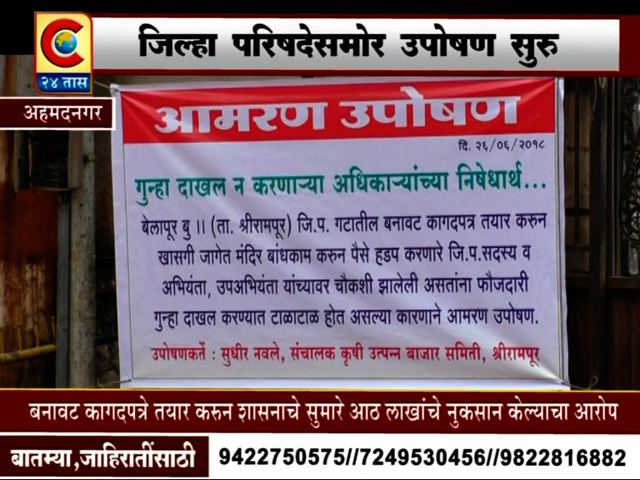 जिल्हा परिषदेसमोर उपोषण सुरु
C
२४ तास
अहमदनगर
आमरण उपोषण
दि. २६/०६/२०१८
गुन्हा दाखल न करणाऱ्या अधिकाऱ्यांच्या निषेधार्थ...
बेलापूर बु ॥ (ता. श्रीरामपूर) जि.प. गटातील बनावट कागदपत्र तयार करुन
खासगी जागेत मंदिर बांधकाम करुन पैसे हडप करणारे जि.प.सदस्य व
अभियंता, उपअभियंता यांच्यावर चौकशी झालेली असतांना फौजदारी
गुन्हा दाखल करण्यात टाळाटाळ होत असल्या कारणाने आमरण उपोषण.
उपोषणकर्ते : सुधीर नवले, संचालक कृषी उत्पन्न बाजार समिती, श्रीरामपूर
बनावट कागदपत्रे तयार करुन शासनाचे सुमारे आठ लाखांचे नुकसान केल्याचा आरोप
बातम्या,जाहिरातींसाठी 9422750575//7249530456//9822816882